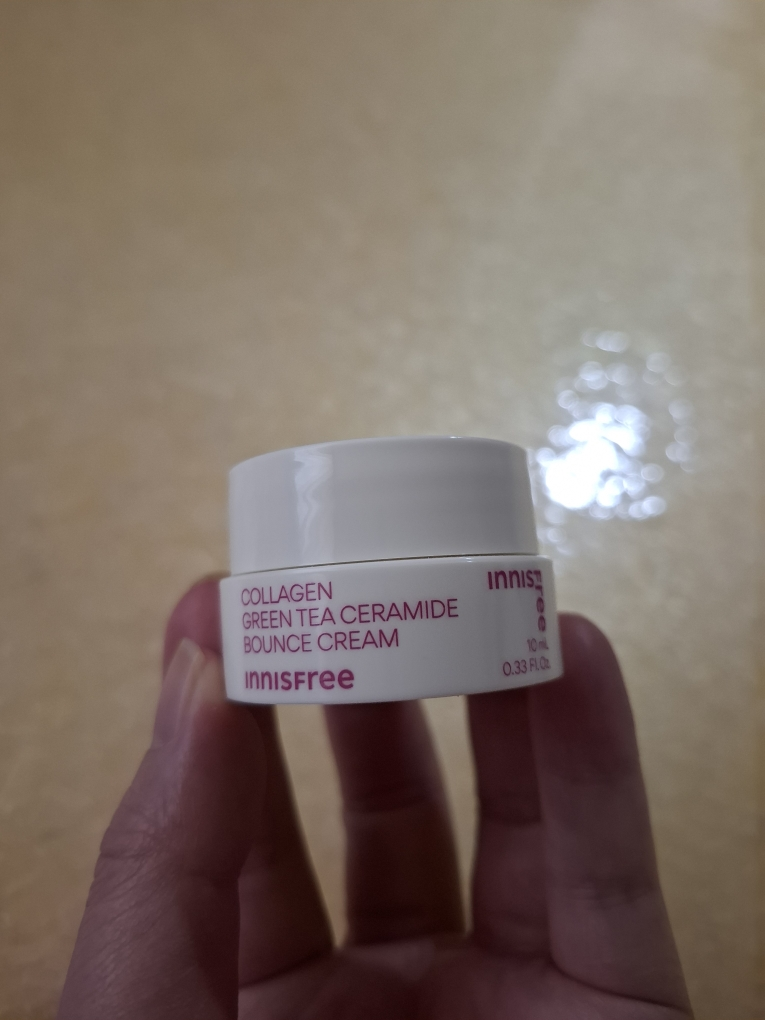 COLLAGEN
GREEN TEA CERAMIDE
BOUNCE CREAM
INNISFree
INNISFree
10 mL
0.33 Fl. Oz.